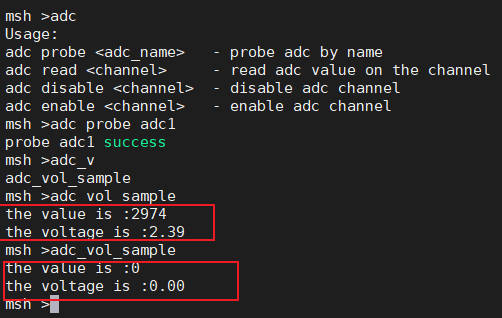 msh >adc
Usage:
adc probe <adc_name>   - probe adc by name
adc read <channel>     - read adc value on the channel
adc disable <channel>  - disable adc channel
adc enable <channel>   - enable adc channel
msh >adc probe adc1
probe adc1 success
msh >adc_v
adc_vol_sample
msh >adc_vol_sample
the value is :2974
the voltage is :2.39
msh >adc_vol_sample
the value is :0
the voltage is :0.00
msh >